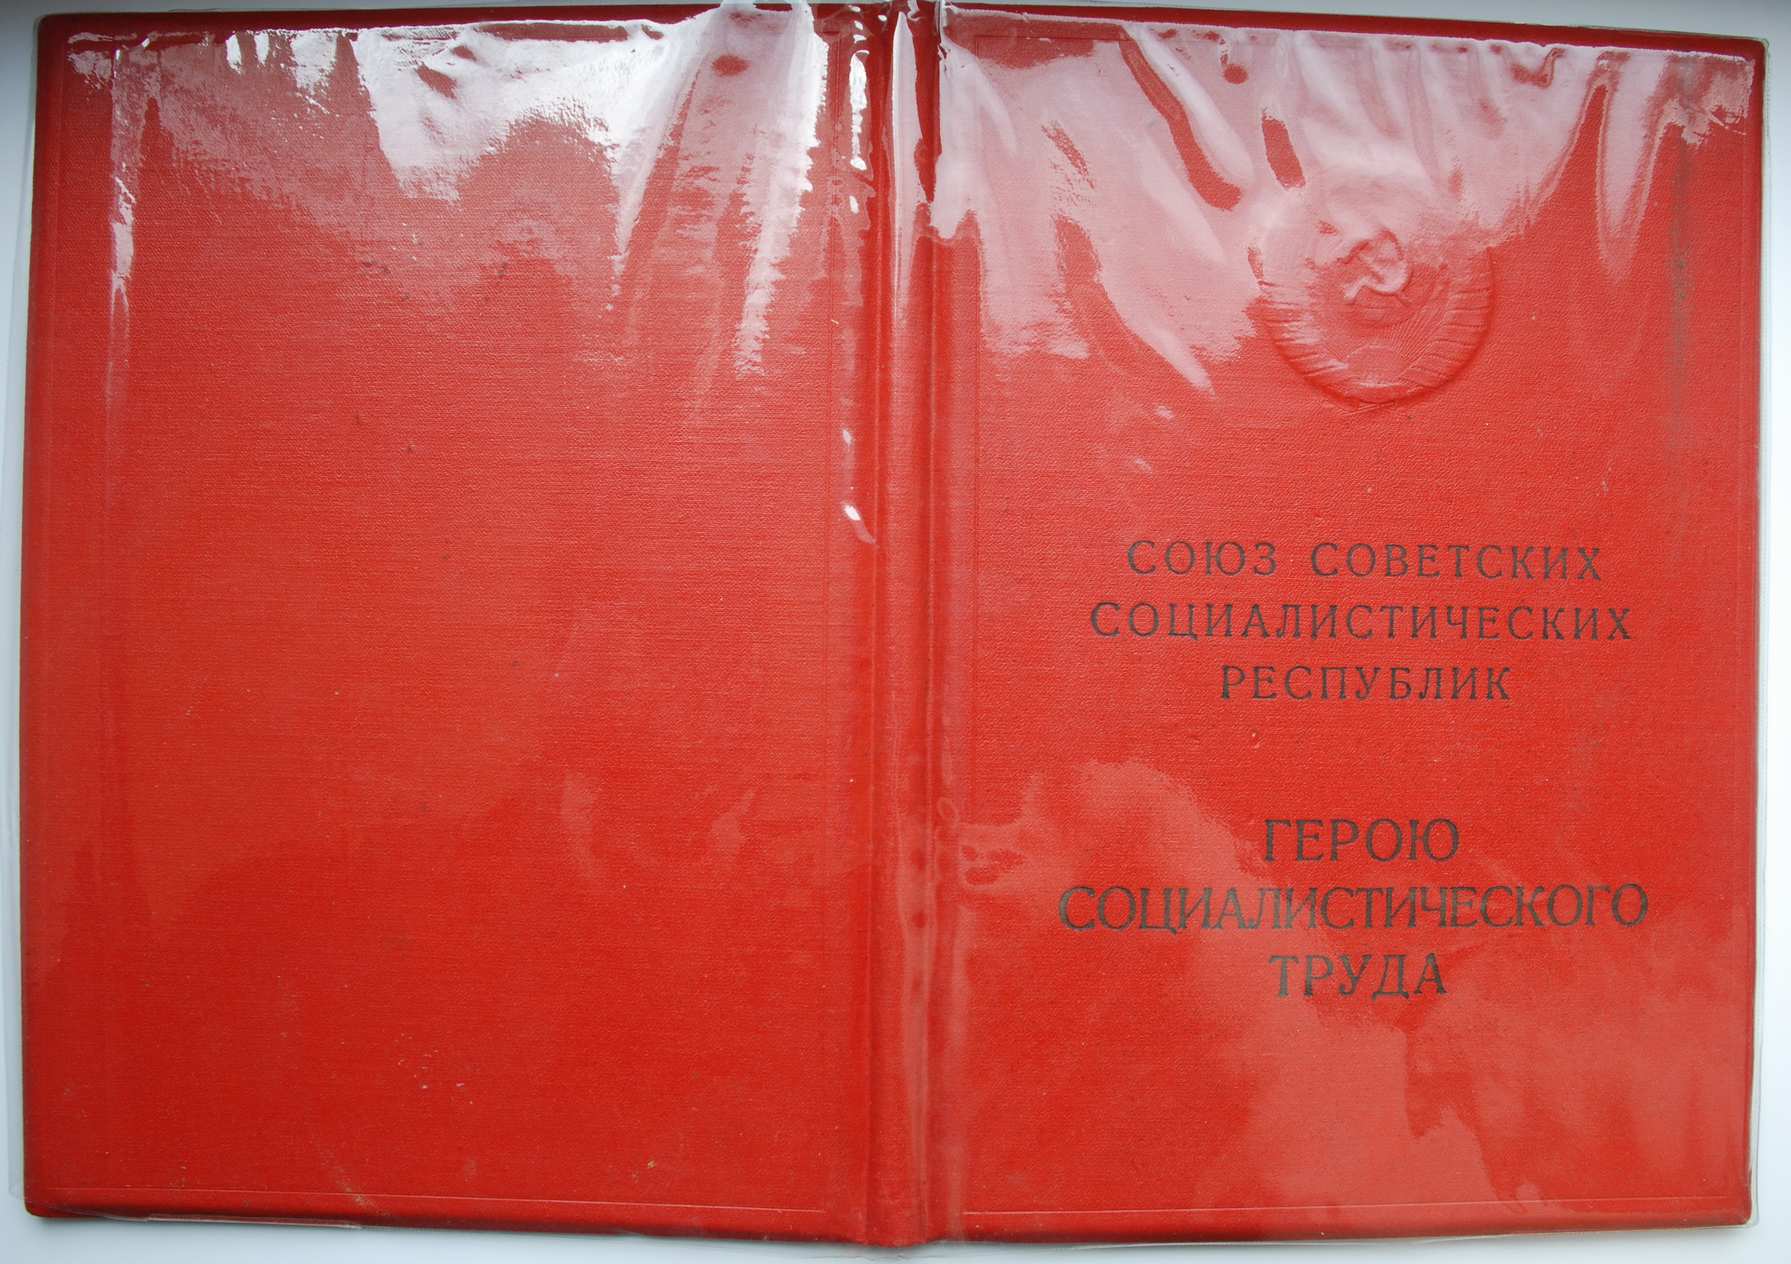 СОЮЗ СОВЕТСКИХ
СОЦИАЛИСТИЧЕСКИХ
РЕСПУБЛИК
ГЕРОЮ
СОЦИАЛИСТИЧЕСКОГО
ТРУДА